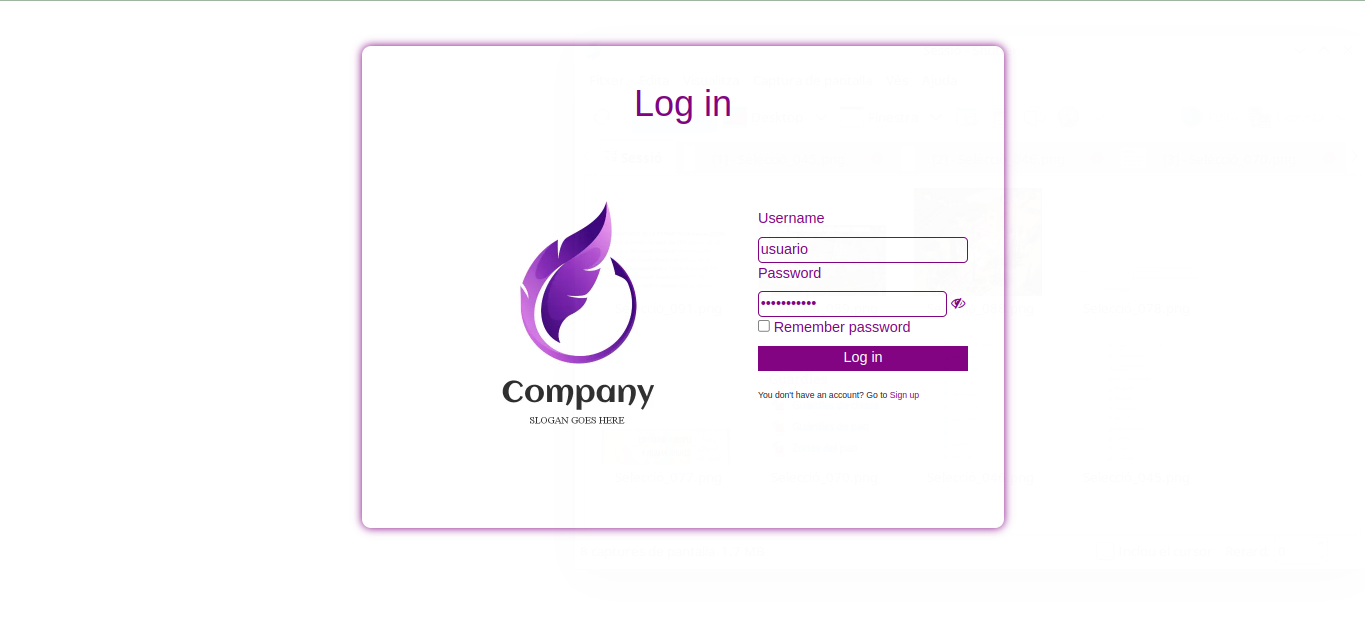 Log in
Username
usuario
Password
•••••••••••
Remember password
Log in
You don't have an account? Go to Sign up
Company
SLOGAN GOES HERE